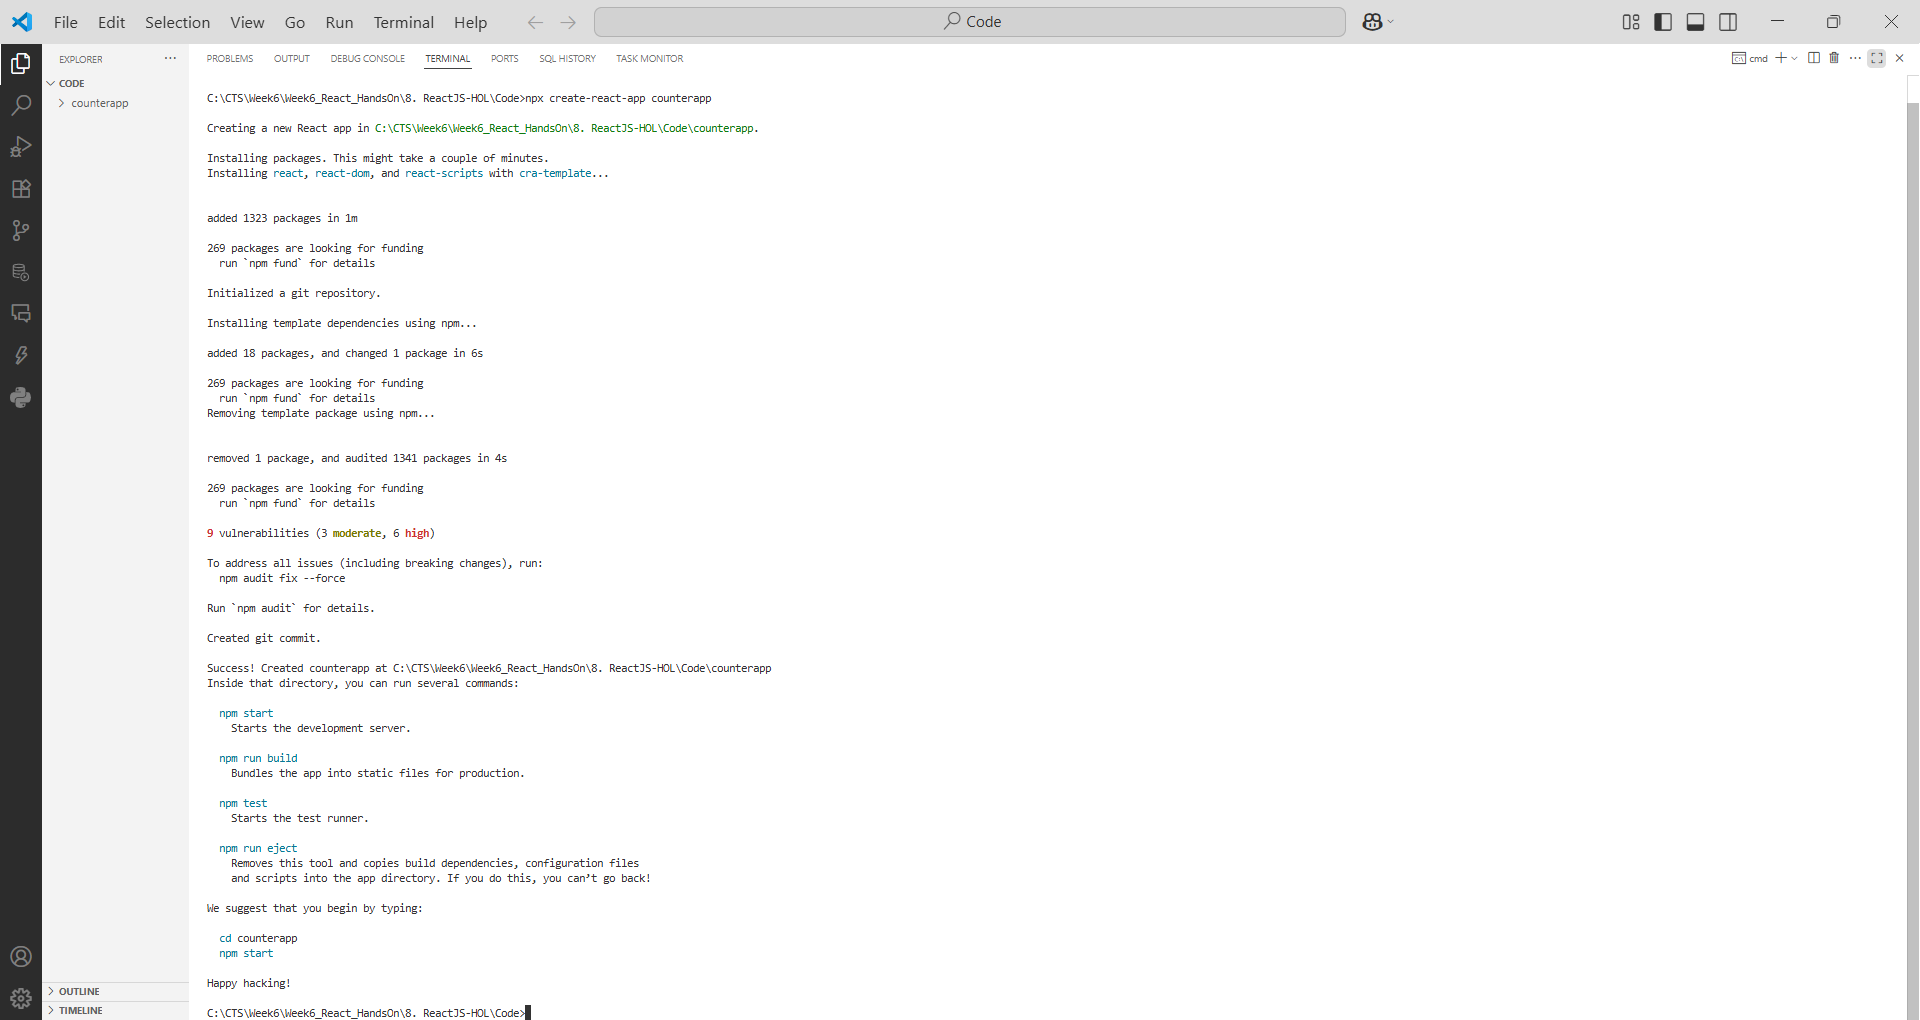 File Edit Selection View Go Run Terminal Help
Code
EXPLORER
PROBLEMS OUTPUT DEBUG CONSOLE TERMINAL PORTS SQL HISTORY TASK MONITOR
cmd
CODE
counterapp
C:\CTS\Week6\Week6_React_HandsOn\8. ReactJS-HOL\Code>npx create-react-app counterapp
Creating a new React app in C:\CTS\Week6\Week6_React_HandsOn\8. ReactJS-HOL\Code\counterapp.
Installing packages. This might take a couple of minutes.
Installing react, react-dom, and react-scripts with cra-template...
added 1323 packages in 1m
269 packages are looking for funding
run `npm fund` for details
Initialized a git repository.
Installing template dependencies using npm...
added 18 packages, and changed 1 package in 6s
269 packages are looking for funding
run `npm fund` for details
Removing template package using npm...
removed 1 package, and audited 1341 packages in 4s
269 packages are looking for funding
run `npm fund` for details
9 vulnerabilities (3 moderate, 6 high)
To address all issues (including breaking changes), run:
npm audit fix --force
Run `npm audit` for details.
Created git commit.
Success! Created counterapp at C:\CTS\Week6\Week6_React_HandsOn\8. ReactJS-HOL\Code\counterapp
Inside that directory, you can run several commands:
npm start
Starts the development server.
npm run build
Bundles the app into static files for production.
npm test
Starts the test runner.
npm run eject
Removes this tool and copies build dependencies, configuration files
and scripts into the app directory. If you do this, you can’t go back!
We suggest that you begin by typing:
cd counterapp
npm start
Happy hacking!
C:\CTS\Week6\Week6_React_HandsOn\8. ReactJS-HOL\Code>
OUTLINE
TIMELINE